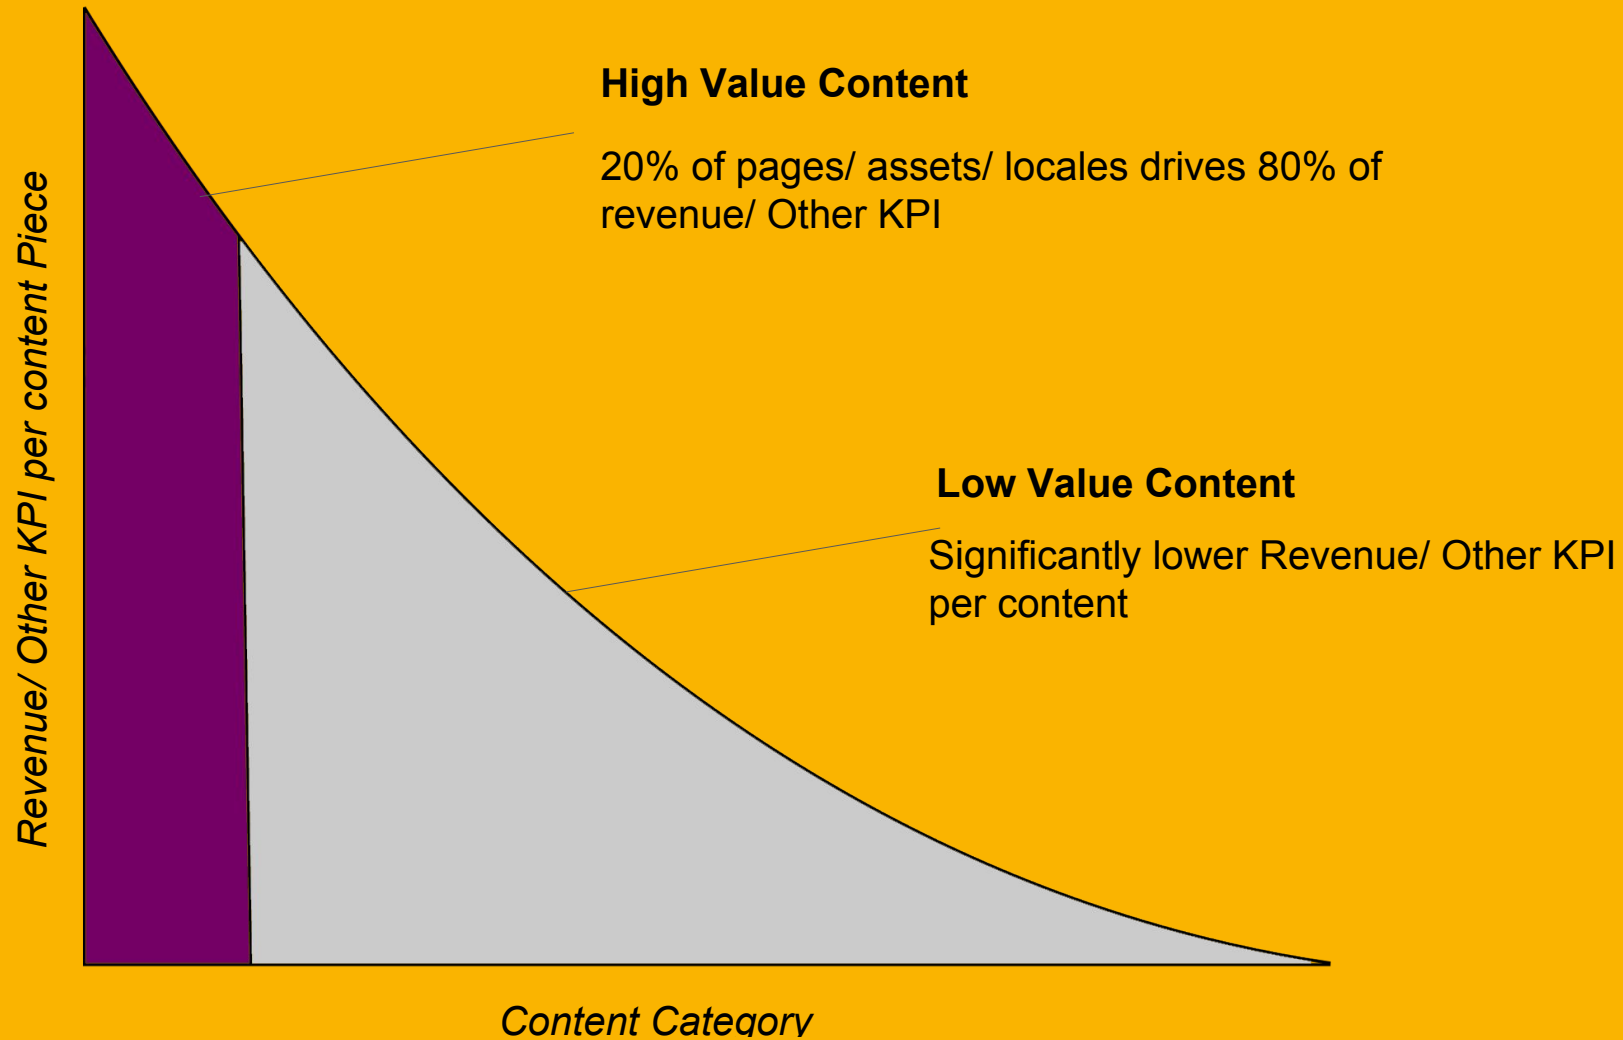 High Value Content
20% of pages/ assets/ locales drives 80% of
revenue/ Other KPI
Revenue/ Other KPI per content Piece
Low Value Content
Significantly lower Revenue/ Other KPI
per content
Content Category